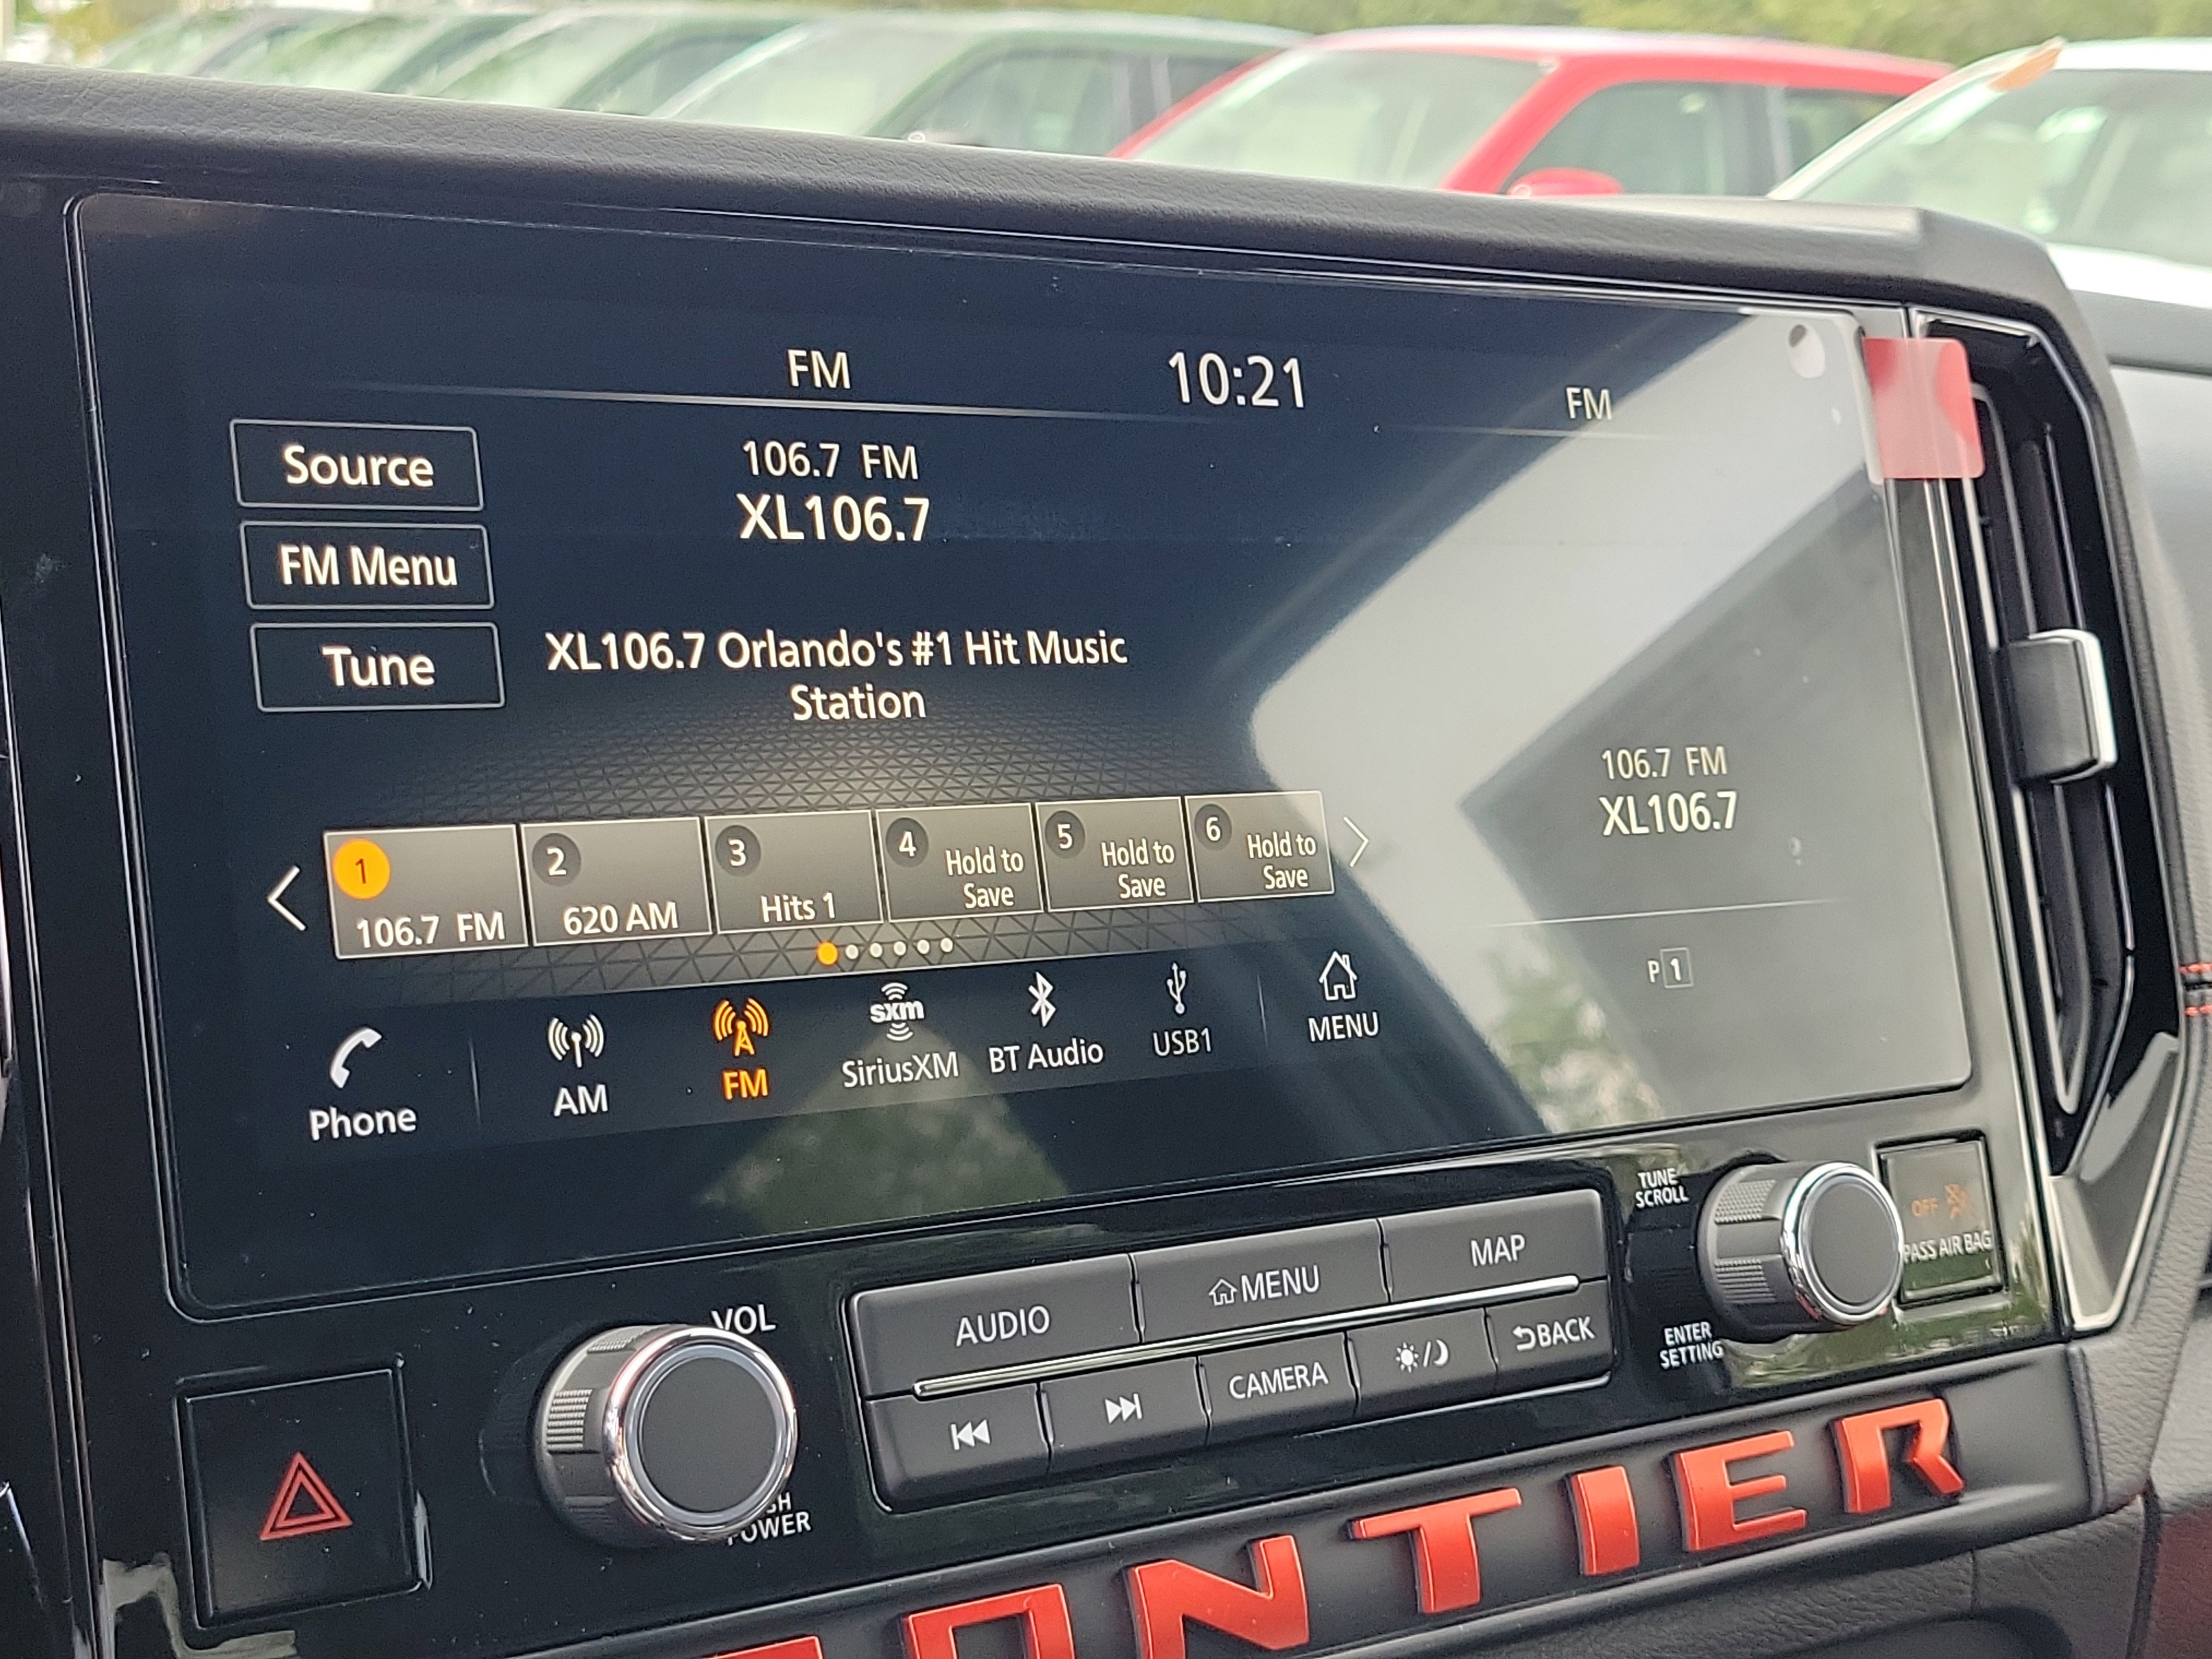 FM
10:21
FM
Source
106.7 FM
XL106.7
FM Menu
Tune
XL106.7 Orlando's #1 Hit Music
Station
106.7 FM
XL106.7
1
106.7 FM
2
620 AM
3
Hits 1
4
Hold to
Save
5
Hold to
Save
6
Hold to
Save
P 1
Phone
AM
FM
sxm
SiriusXM
BT Audio
USB1
MENU
TUNE
SCROLL
OFF
PASS AIR BAG
VOL
AUDIO
MENU
MAP
CAMERA
BACK
ENTER
SETTING
ONTIER